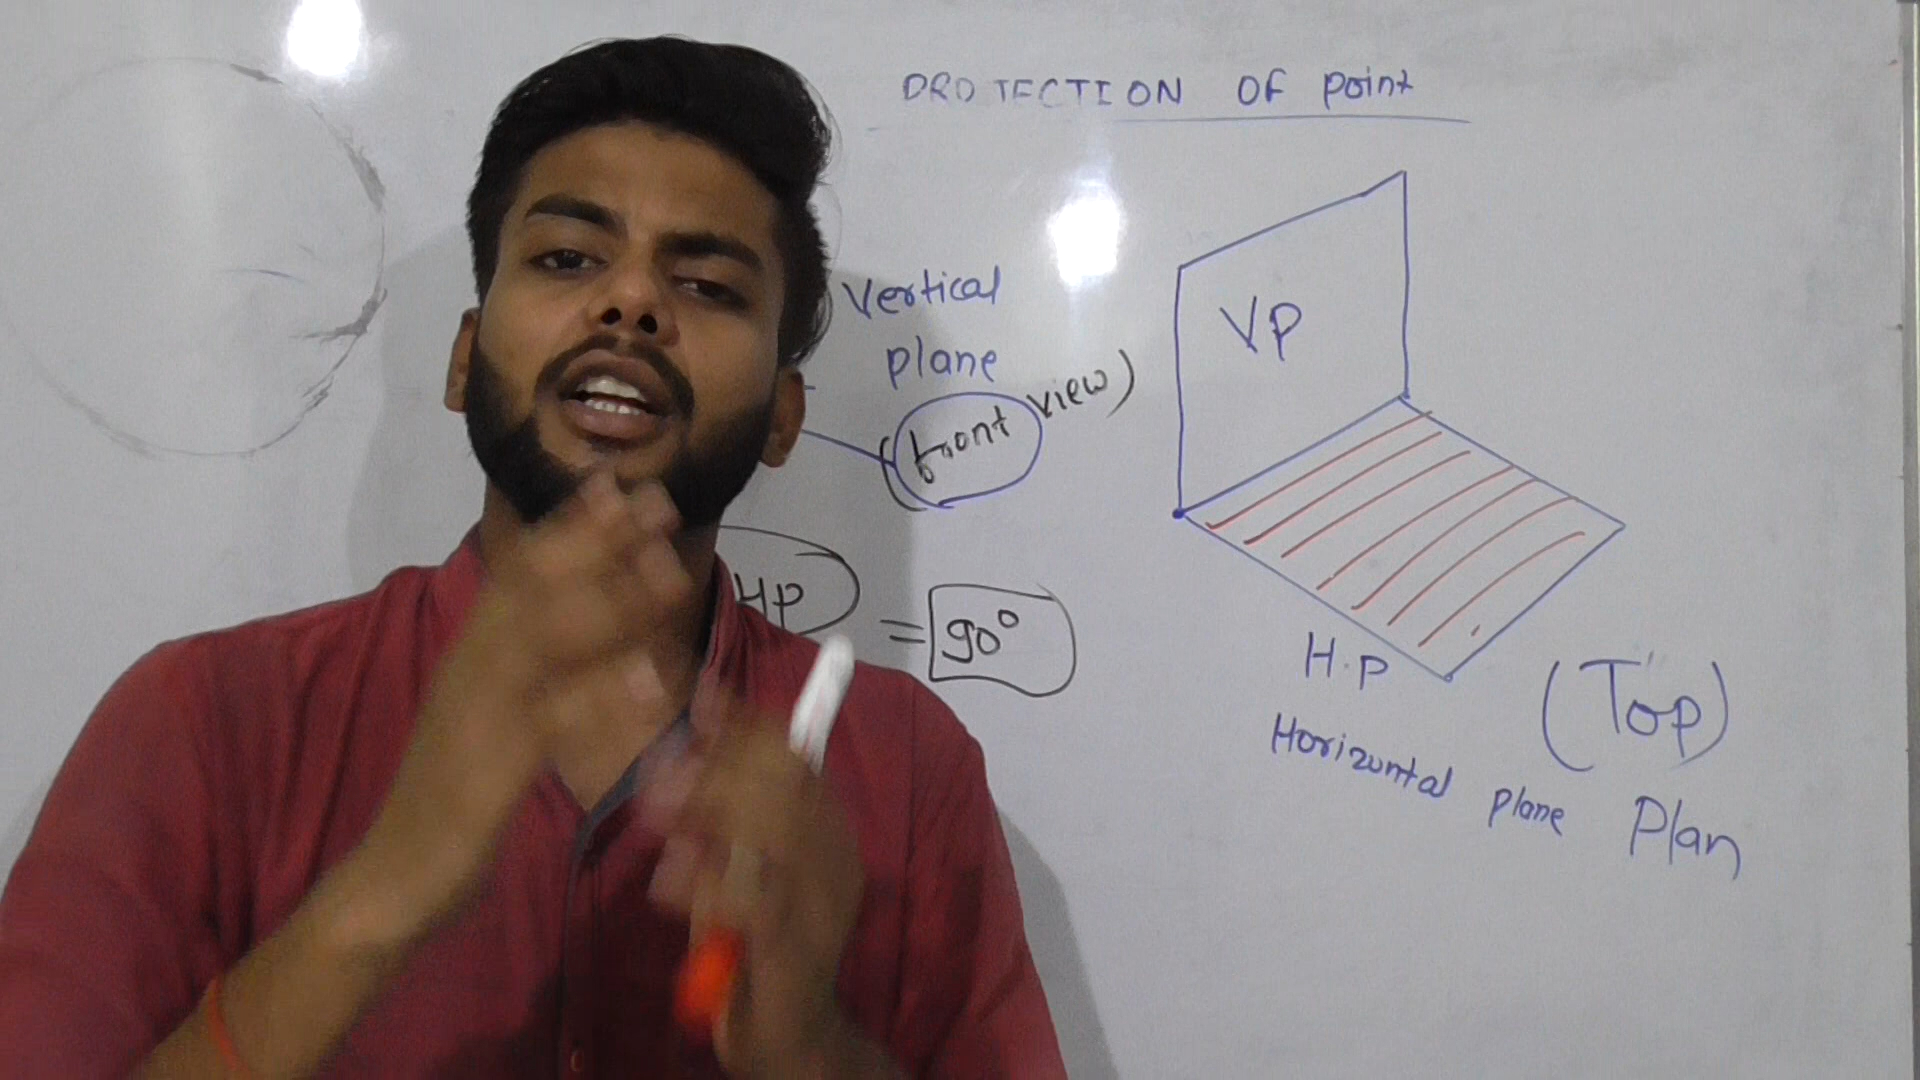 PROJECTION OF Point
Vertical
plane
(front view)
VP
HP
= 90°
H.P
(Top)
Horizontal plane
Plan